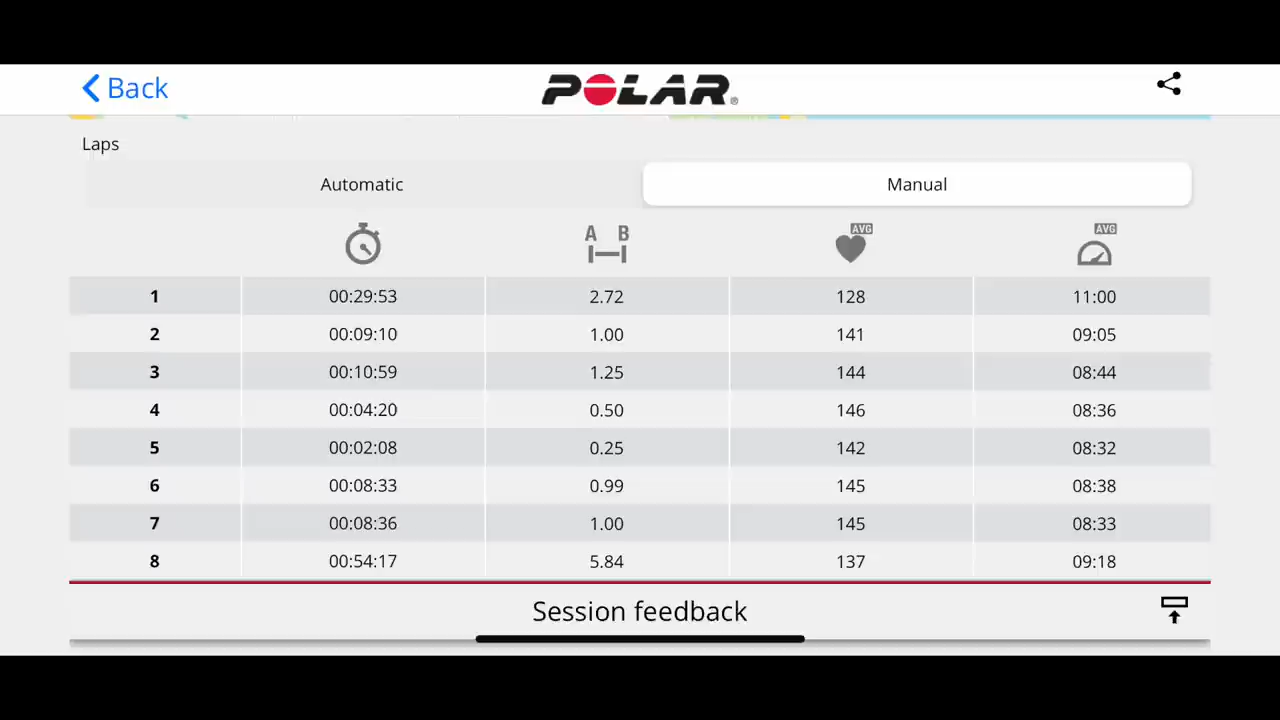 Back
POLAR
Laps
Automatic Manual
A B AVG AVG
1 00:29:53 2.72 128 11:00
2 00:09:10 1.00 141 09:05
3 00:10:59 1.25 144 08:44
4 00:04:20 0.50 146 08:36
5 00:02:08 0.25 142 08:32
6 00:08:33 0.99 145 08:38
7 00:08:36 1.00 145 08:33
8 00:54:17 5.84 137 09:18
Session feedback